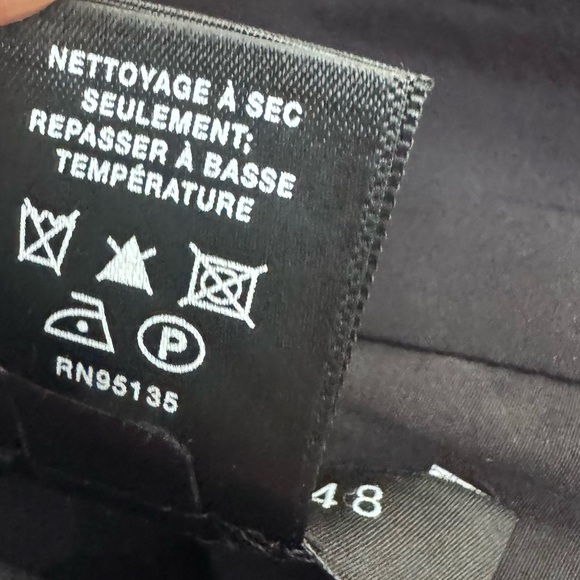 NETTOYAGE À SEC
SEULEMENT;
REPASSER À BASSE
TEMPÉRATURE
P
RN95135
48